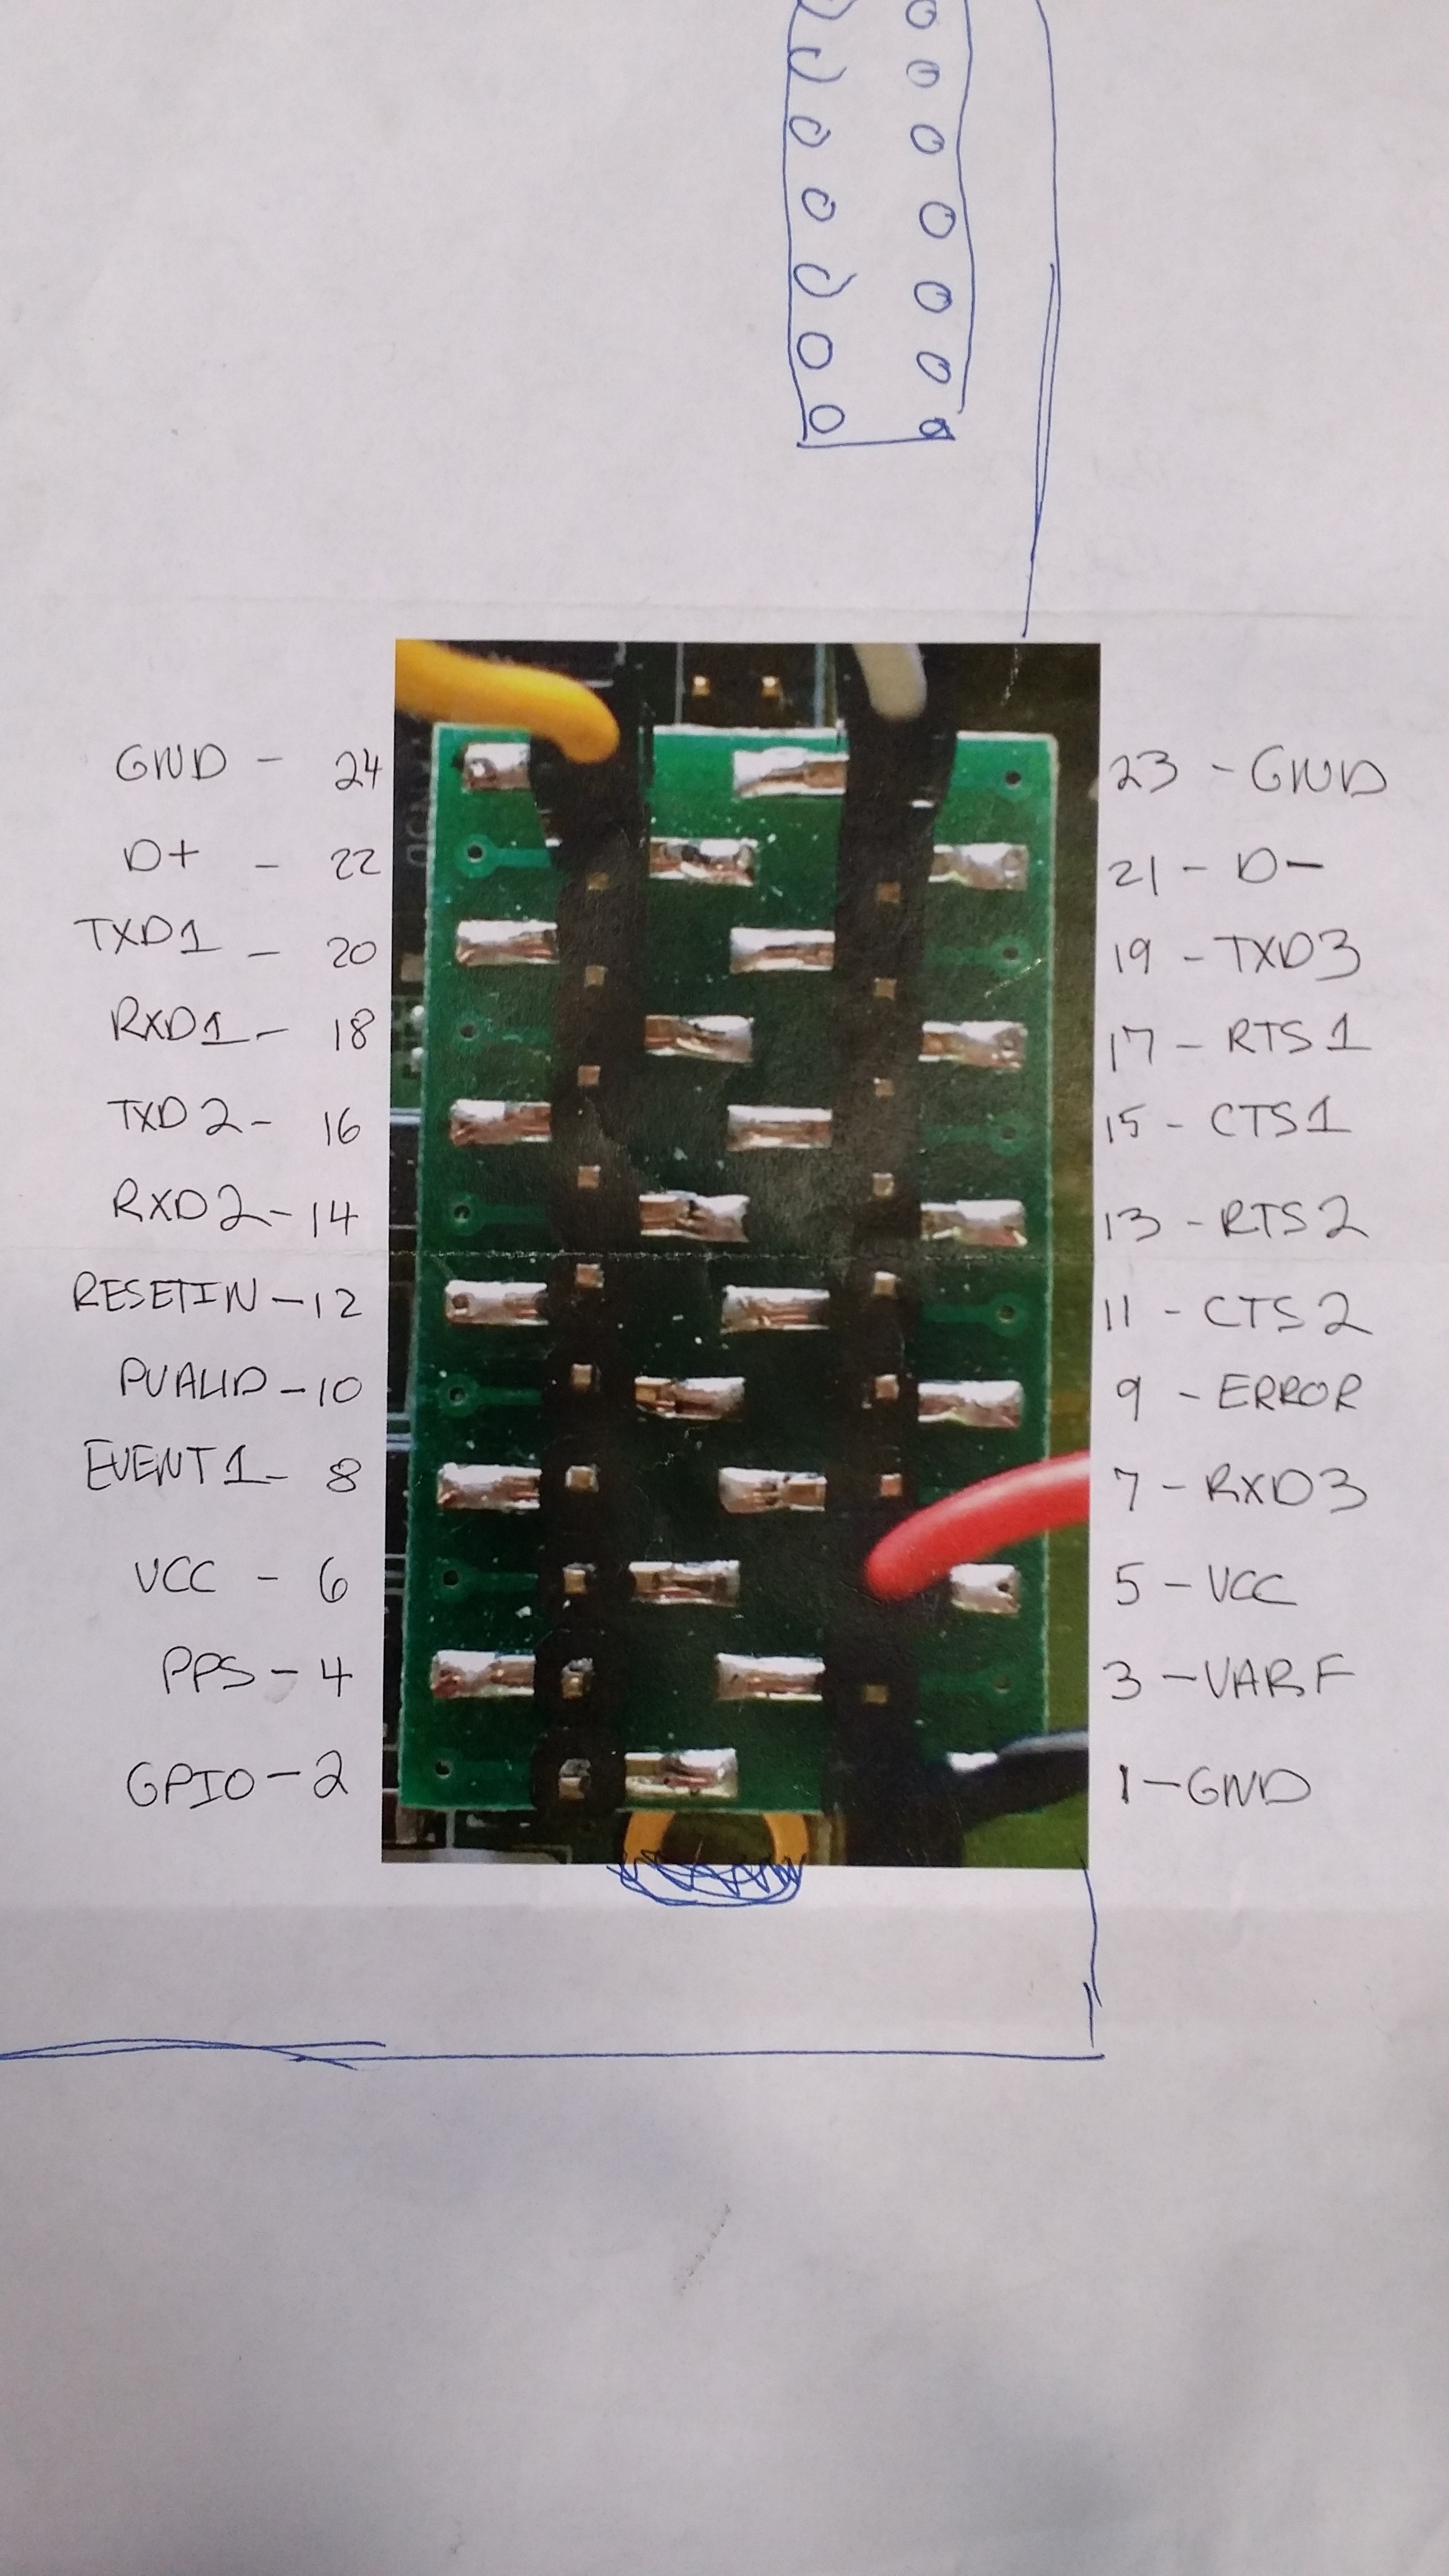 GND - 24 23 - GND
D+ - 22 21 - D-
TXD1 - 20 19 - TXD3
RXD1 - 18 17 - RTS1
TXD2 - 16 15 - CTS1
RXD2 - 14 13 - RTS2
RESETIN - 12 11 - CTS2
PVALID - 10 9 - ERROR
EVENT1 - 8 7 - RXD3
VCC - 6 5 - VCC
PPS - 4 3 - VARF
GPIO - 2 1 - GND